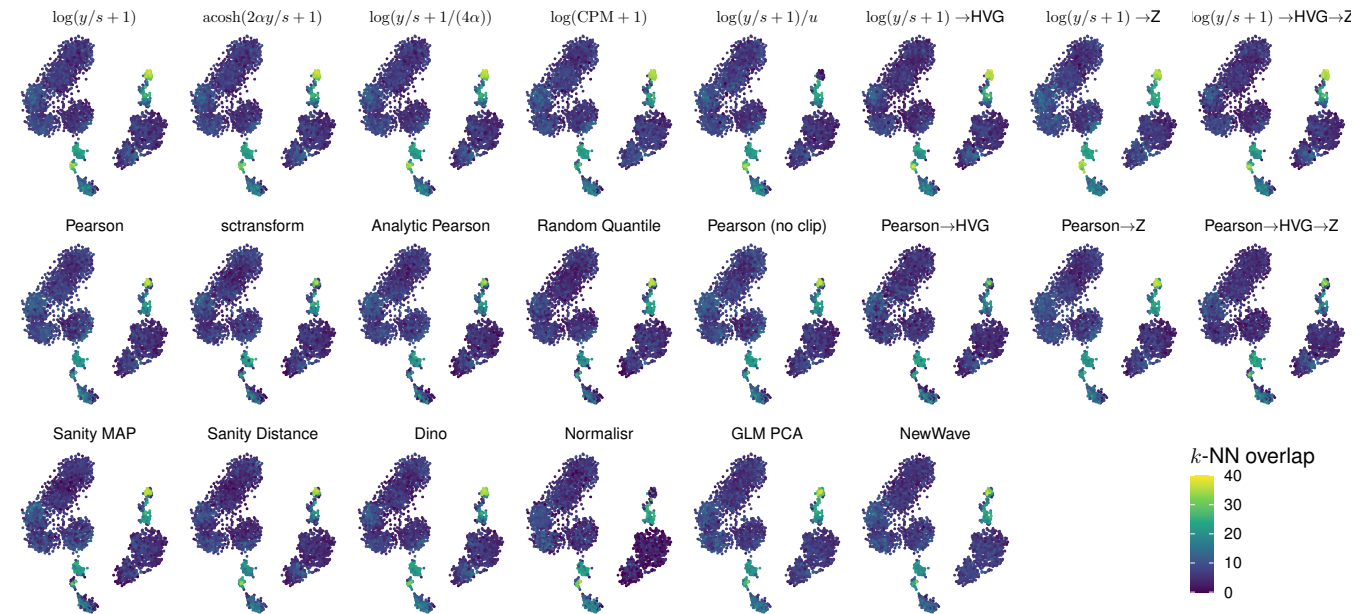 log(y/s + 1) acosh(2αy/s + 1) log(y/s + 1/(4α)) log(CPM + 1) log(y/s + 1)/u log(y/s + 1) →HVG log(y/s + 1) →Z log(y/s + 1) →HVG→Z
Pearson sctransform Analytic Pearson Random Quantile Pearson (no clip) Pearson→HVG Pearson→Z Pearson→HVG→Z
Sanity MAP Sanity Distance Dino Normalisr GLM PCA NewWave
k-NN overlap
40
30
20
10
0